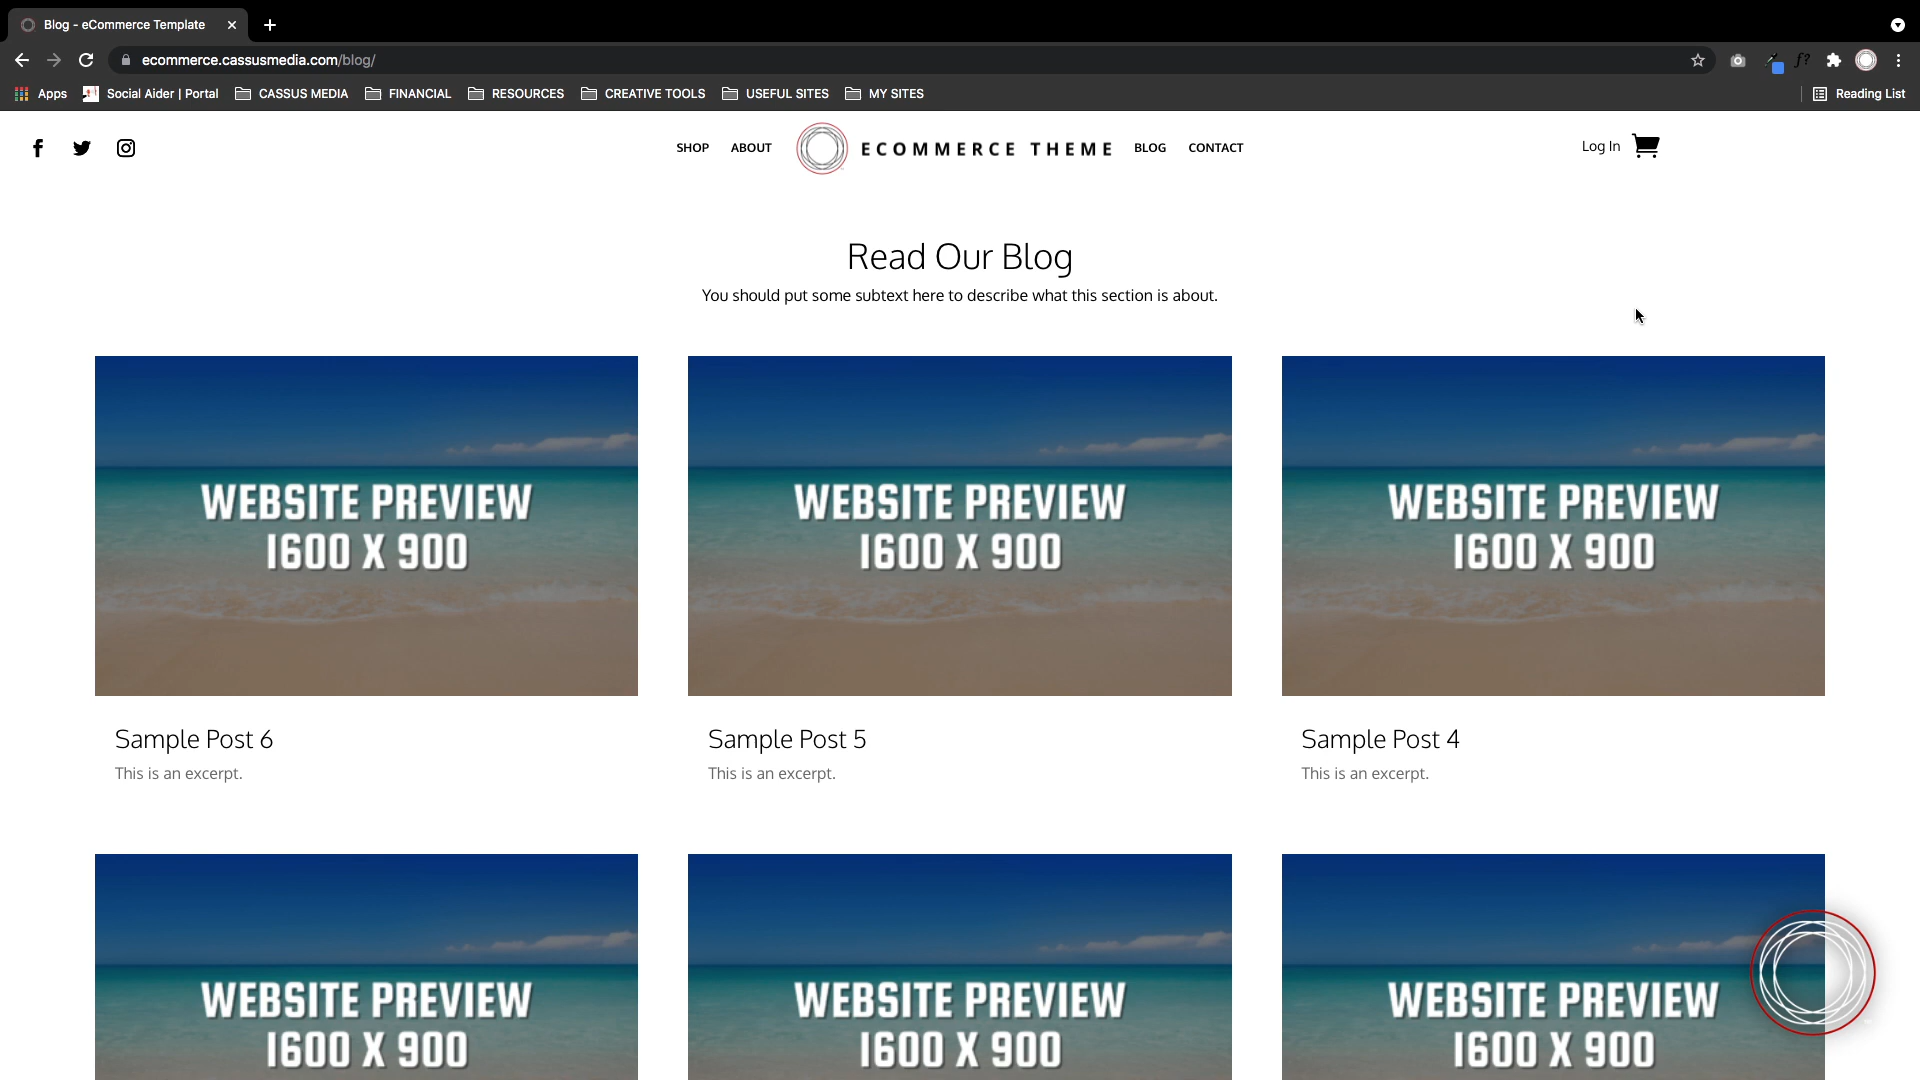 Blog - eCommerce Template
ecommerce.cassusmedia.com/blog/
f?
Apps
Social Aider | Portal
CASSUS MEDIA
FINANCIAL
RESOURCES
CREATIVE TOOLS
USEFUL SITES
MY SITES
Reading List
SHOP
ABOUT
ECOMMERCE THEME
BLOG
CONTACT
Log In
Read Our Blog
You should put some subtext here to describe what this section is about.
WEBSITE PREVIEW
1600 X 900
WEBSITE PREVIEW
1600 X 900
WEBSITE PREVIEW
1600 X 900
Sample Post 6
This is an excerpt.
Sample Post 5
This is an excerpt.
Sample Post 4
This is an excerpt.
WEBSITE PREVIEW
1600 X 900
WEBSITE PREVIEW
1600 X 900
WEBSITE PREVIEW
1600 X 900